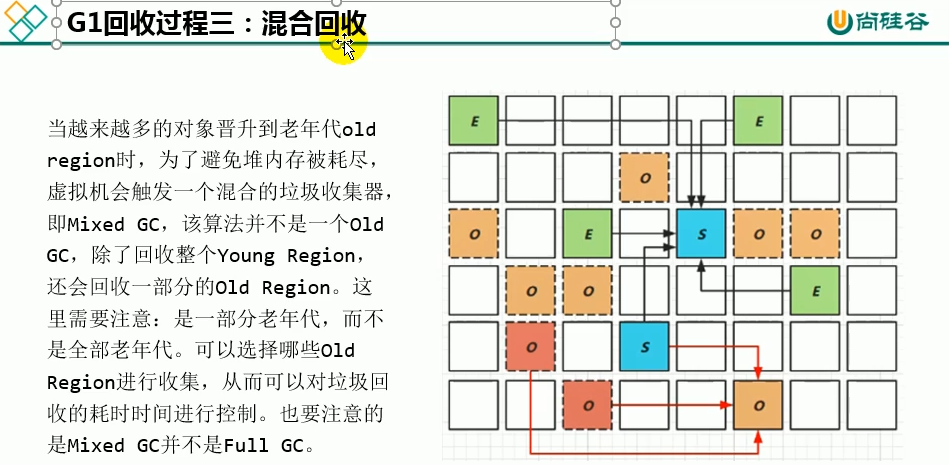 G1回收过程三：混合回收
尚硅谷
当越来越多的对象晋升到老年代old
region时，为了避免堆内存被耗尽，
虚拟机会触发一个混合的垃圾收集器，
即Mixed GC，该算法并不是一个Old
GC，除了回收整个Young Region，
还会回收一部分的Old Region。这
里需要注意：是一部分老年代，而不
是全部老年代。可以选择哪些Old
Region进行收集，从而可以对垃圾回
收的耗时时间进行控制。也要注意的
是Mixed GC并不是Full GC。
E E
O
O E S O O
O O E
O S
O O